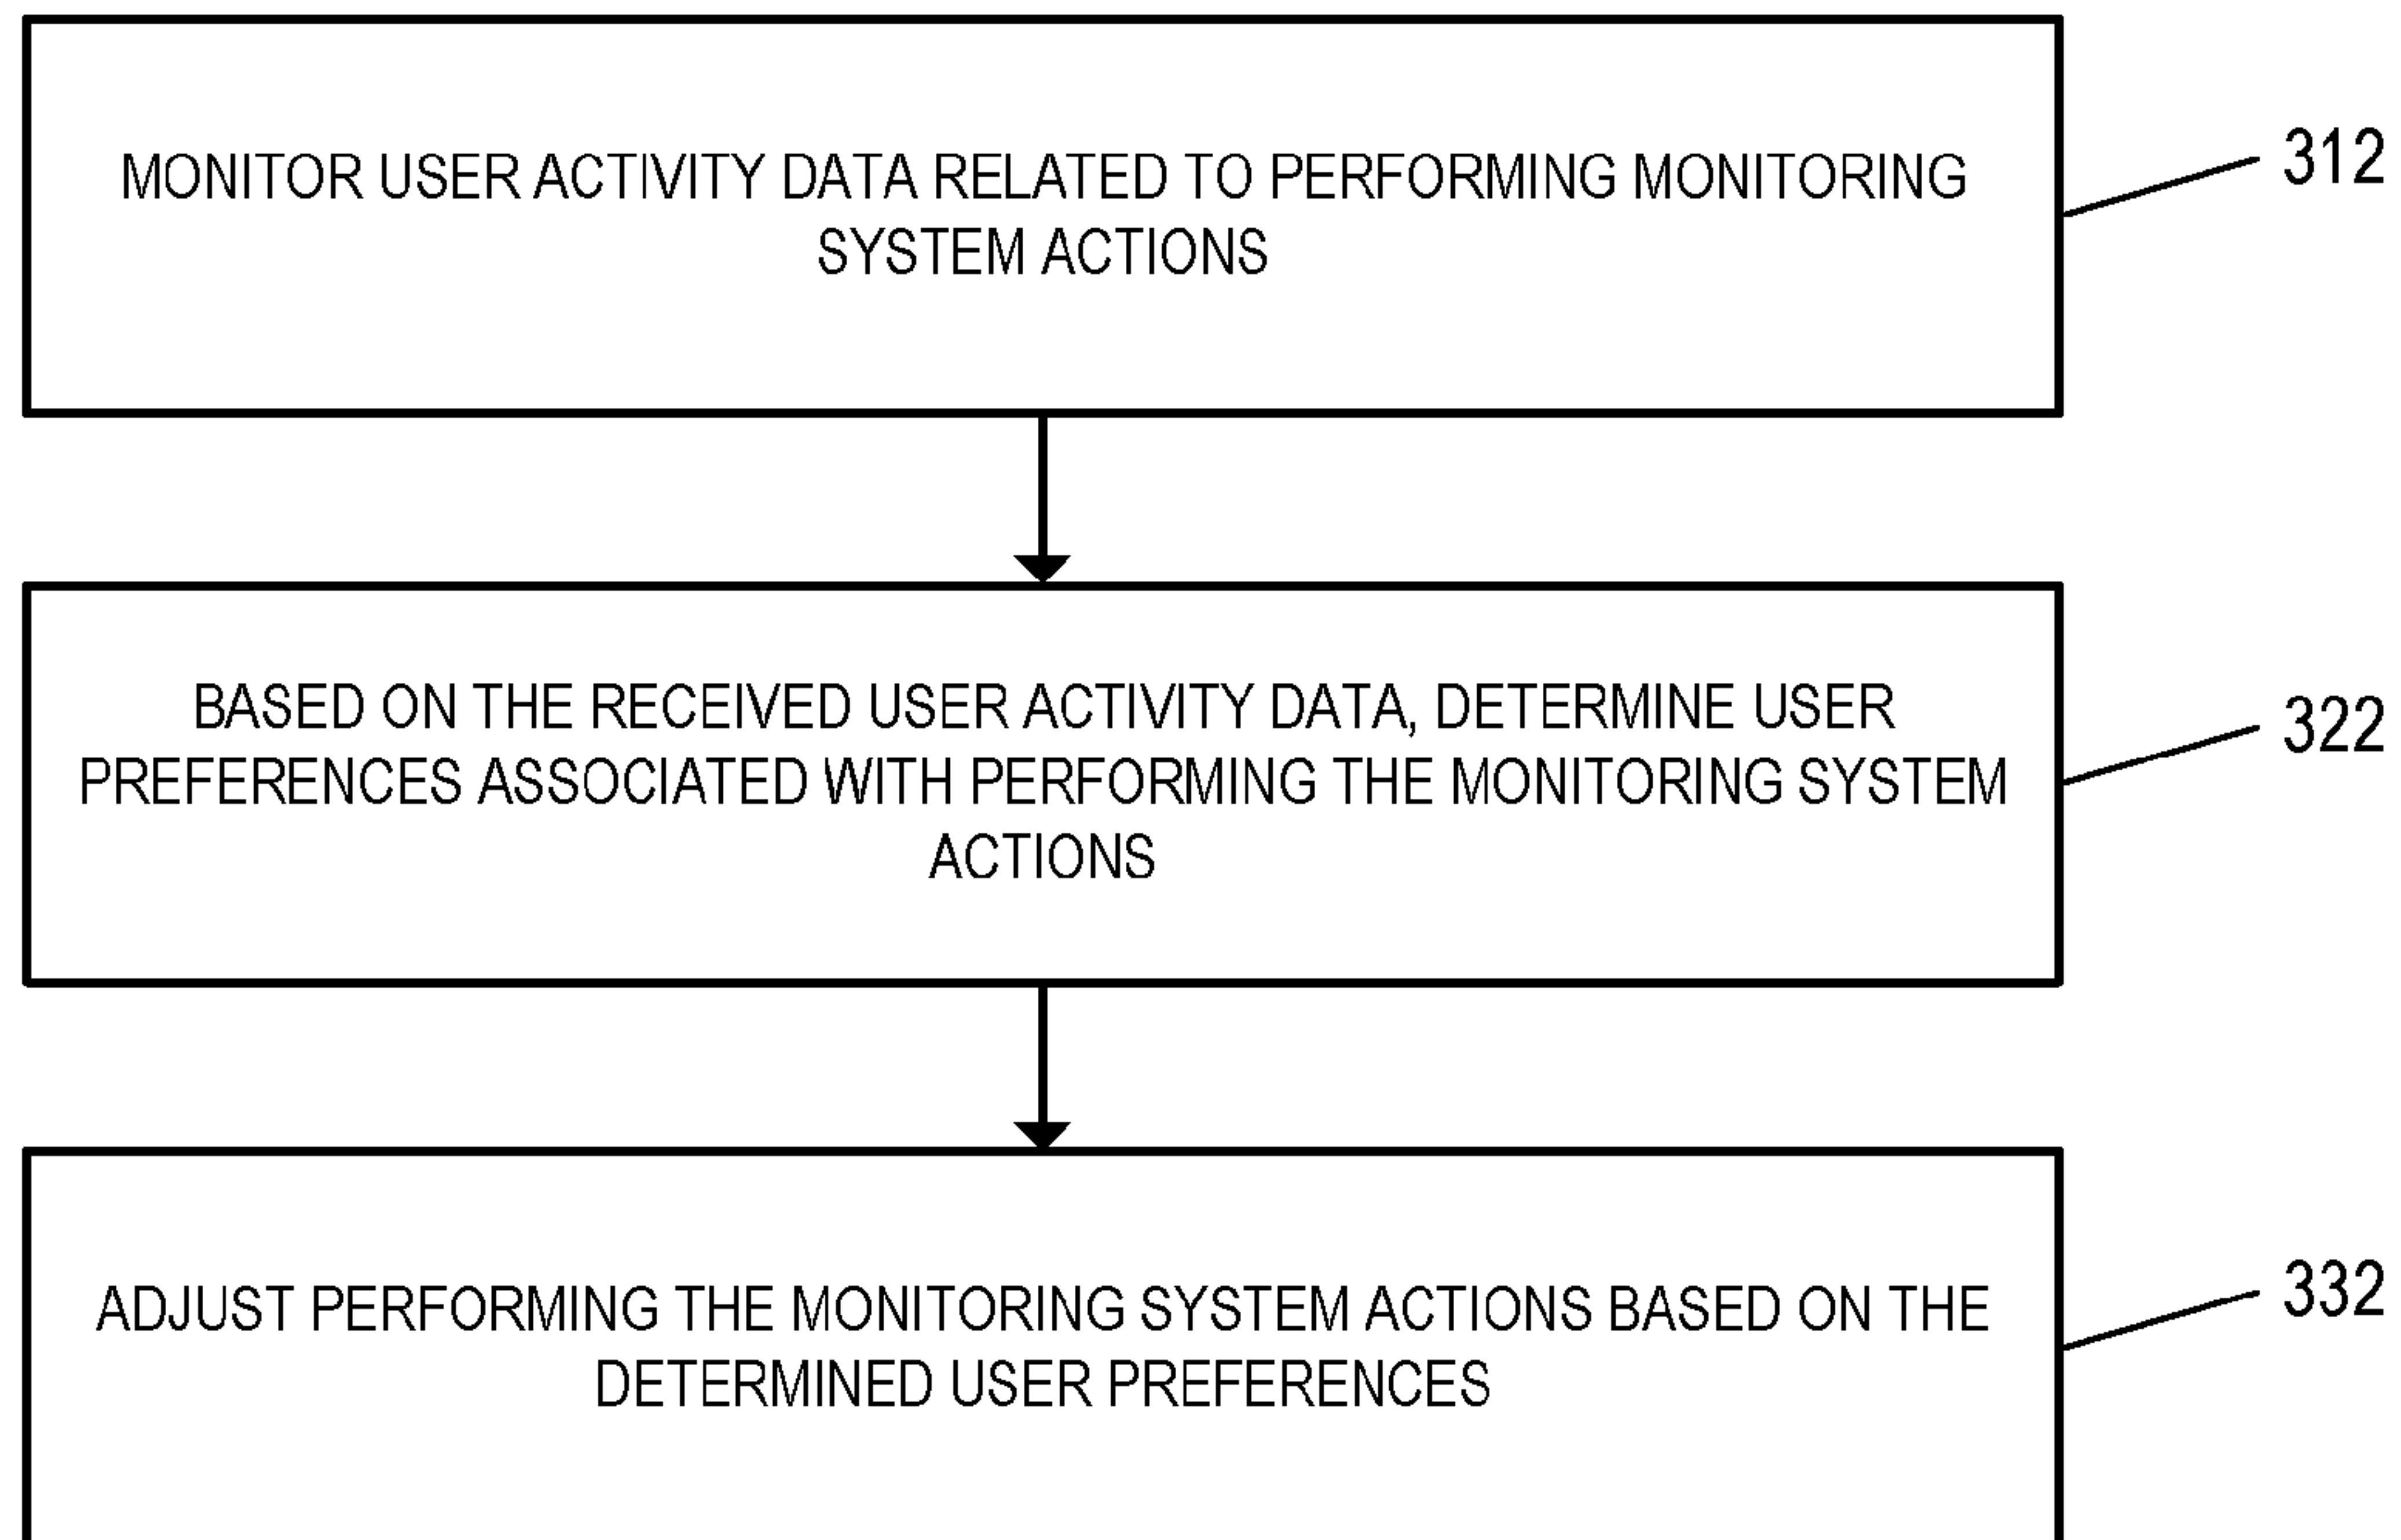 MONITOR USER ACTIVITY DATA RELATED TO PERFORMING MONITORING
SYSTEM ACTIONS
312
BASED ON THE RECEIVED USER ACTIVITY DATA, DETERMINE USER
PREFERENCES ASSOCIATED WITH PERFORMING THE MONITORING SYSTEM
ACTIONS
322
ADJUST PERFORMING THE MONITORING SYSTEM ACTIONS BASED ON THE
DETERMINED USER PREFERENCES
332